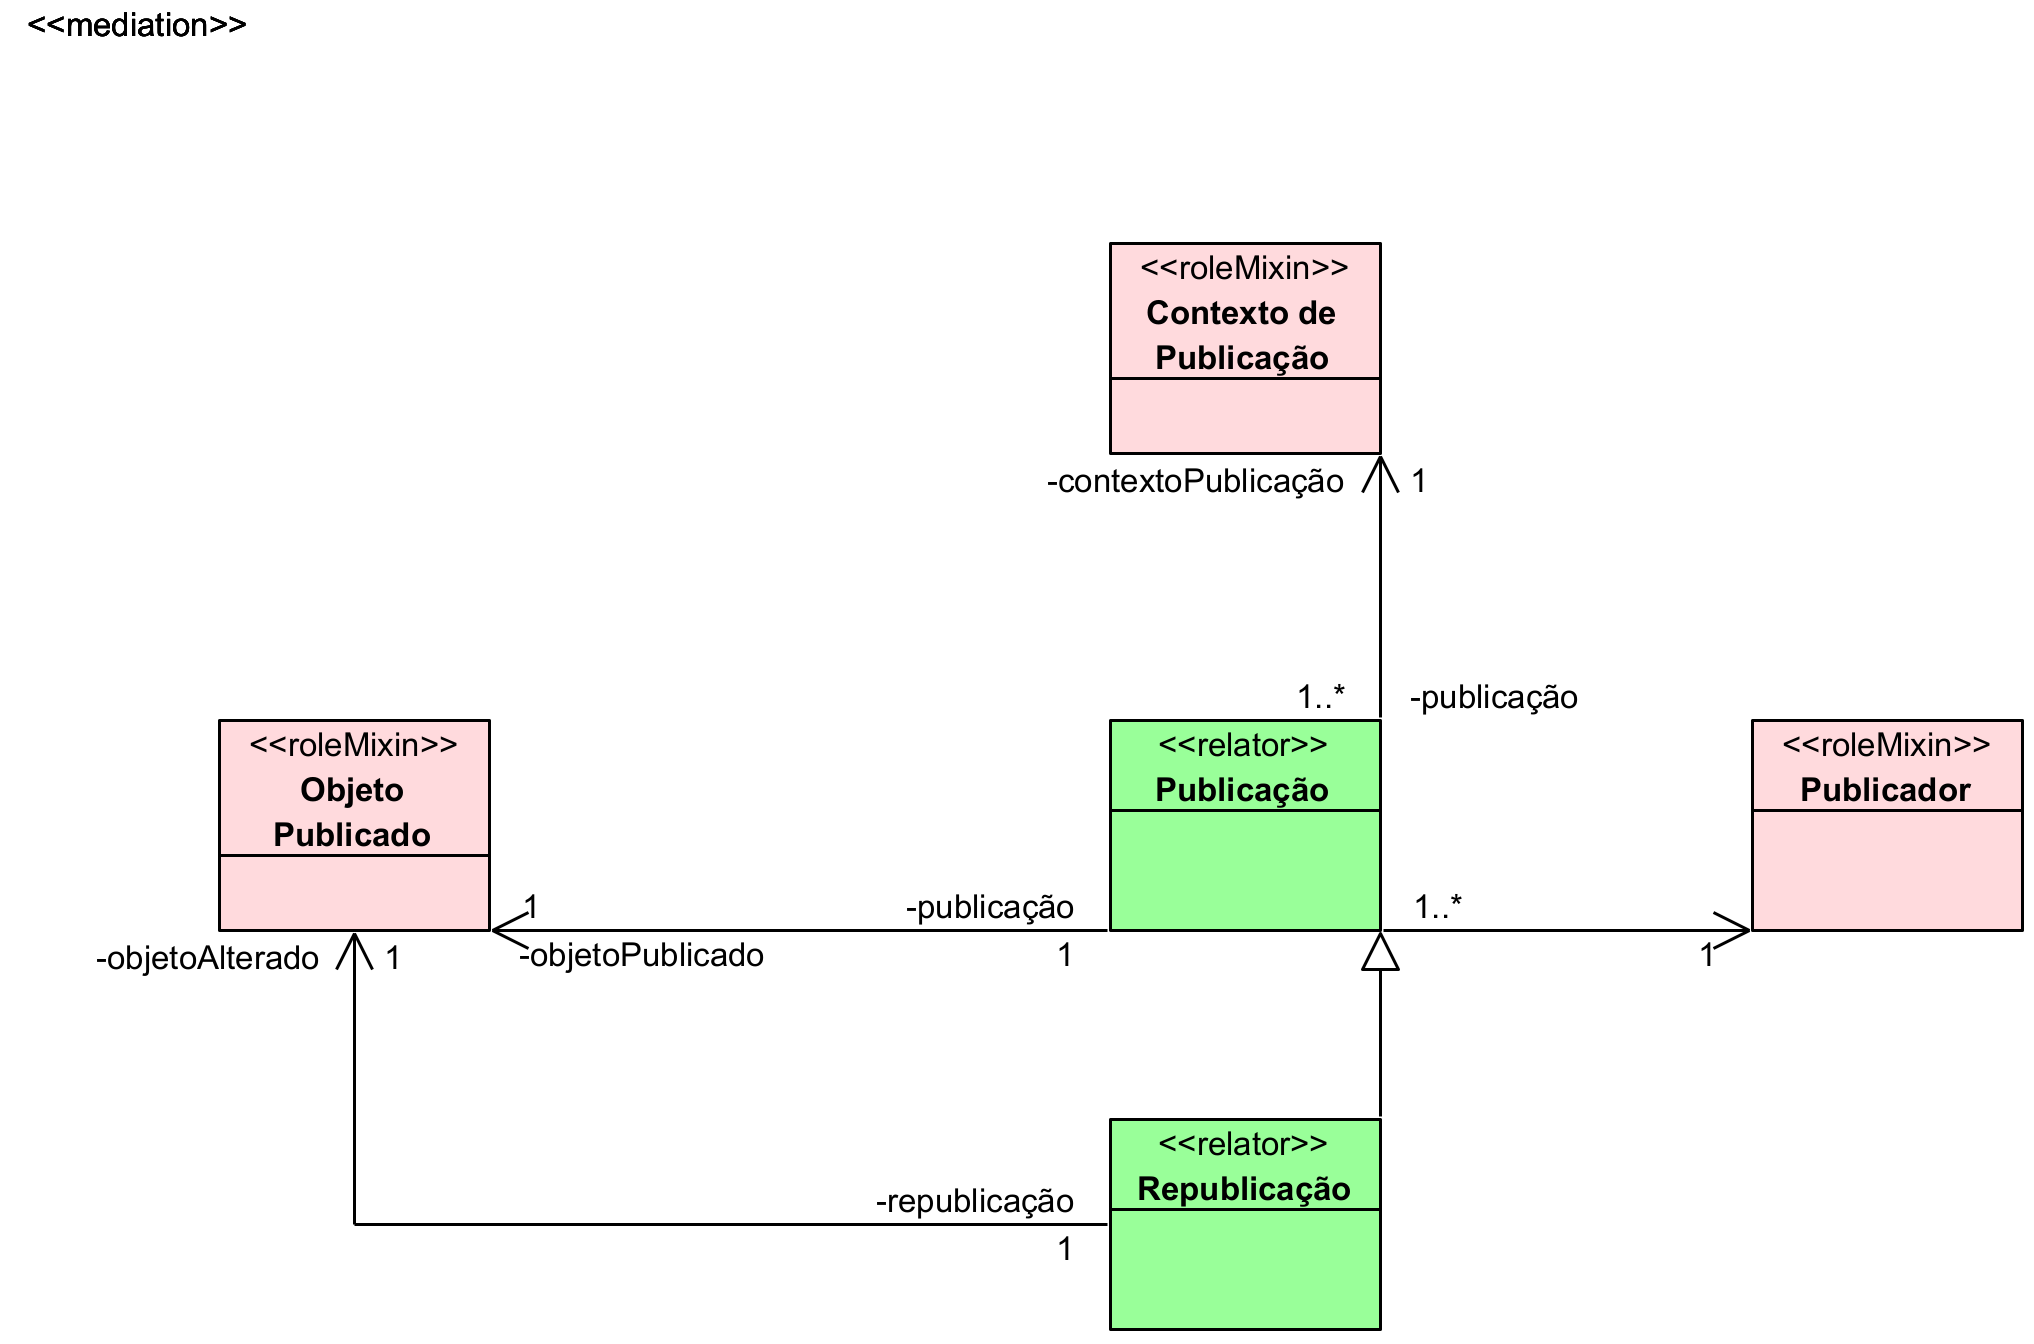 <<mediation>>
<<roleMixin>>
Contexto de
Publicação
-contextoPublicação
1
1..*
-publicação
<<roleMixin>>
Objeto
Publicado
<<relator>>
Publicação
<<roleMixin>>
Publicador
1
-publicação
1..*
-objetoAlterado
1
-objetoPublicado
1
1
<<relator>>
Republicação
-republicação
1